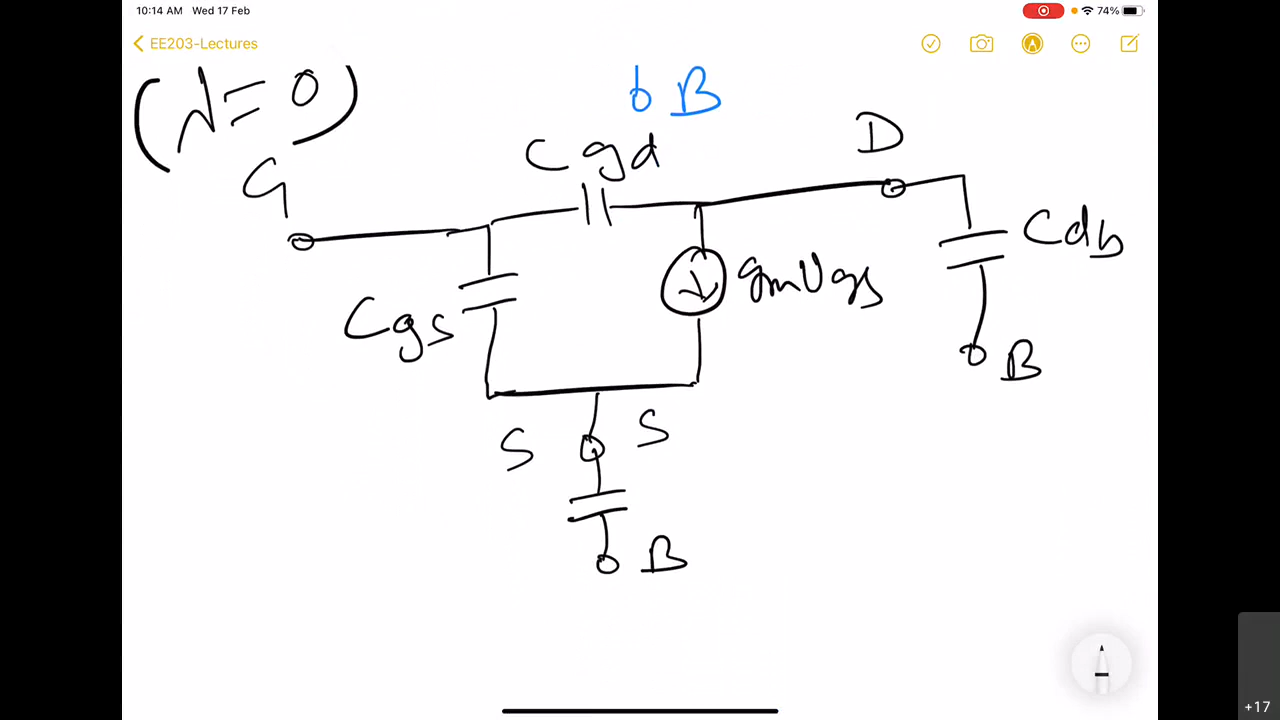 10:14 AM Wed 17 Feb
74%
EE203-Lectures
(λ=0)
B
Cgd
D
G
Cdb
gmVgs
Cgs
B
S
S
B
+17